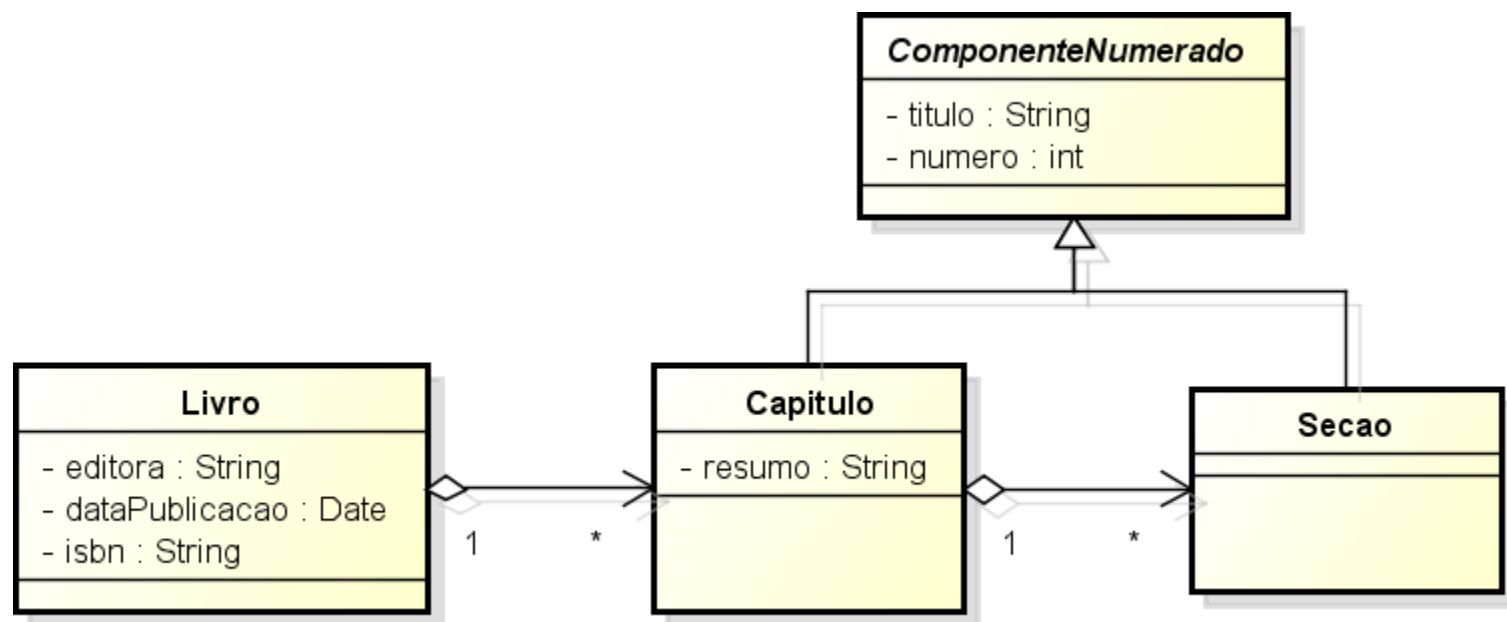 ComponenteNumerado
- titulo : String
- numero : int
Livro
- editora : String
- dataPublicacao : Date
- isbn : String
1
*
Capitulo
- resumo : String
1
*
Secao